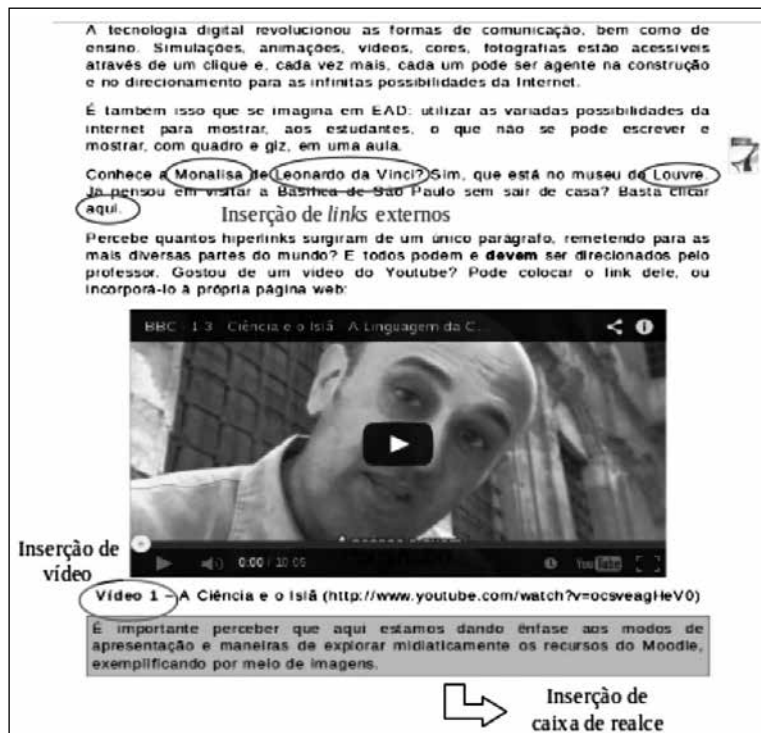 A tecnologia digital revolucionou as formas de comunicação, bem como de
ensino. Simulações, animações, vídeos, cores, fotografias estão acessíveis
através de um clique e, cada vez mais, cada um pode ser agente na construção
e no direcionamento para as infinitas possibilidades da Internet.
É também isso que se imagina em EAD: utilizar as variadas possibilidades da
internet para mostrar, aos estudantes, o que não se pode escrever e
mostrar, com quadro e giz, em uma aula.
Conhece a Monalisa de Leonardo da Vinci? Sim, que está no museu do Louvre.
Já pensou em visitar a Basílica de São Paulo sem sair de casa? Basta clicar
aqui.
Inserção de links externos
Percebe quantos hiperlinks surgiram de um único parágrafo, remetendo para as
mais diversas partes do mundo? E todos podem e devem ser direcionados pelo
professor. Gostou de um vídeo do Youtube? Pode colocar o link dele, ou
incorporá-lo à própria página web:
BBC - 1-3 Ciência e o Islã A Linguagem da C...
0:00 / 10:05
YouTube
Inserção de
vídeo
Vídeo 1 – A Ciência e o Islã (http://www.youtube.com/watch?v=ocsveagHeV0)
É importante perceber que aqui estamos dando ênfase aos modos de
apresentação e maneiras de explorar midiaticamente os recursos do Moodle,
exemplificando por meio de imagens.
Inserção de
caixa de realce